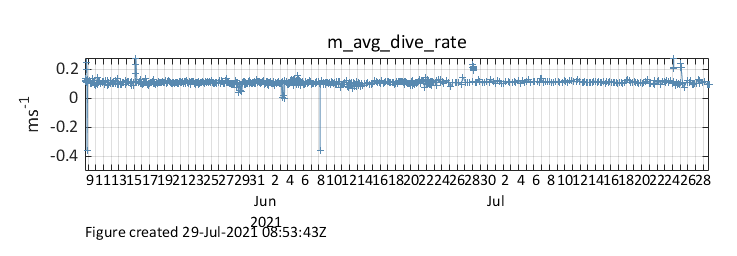 m_avg_dive_rate
0.2
0
-0.2
-0.4
ms-1
9 11 13 15 17 19 21 23 25 27 29 31 2 4 6 8 10 12 14 16 18 20 22 24 26 28 30 2 4 6 8 10 12 14 16 18 20 22 24 26 28
Jun Jul
2021
Figure created 29-Jul-2021 08:53:43Z